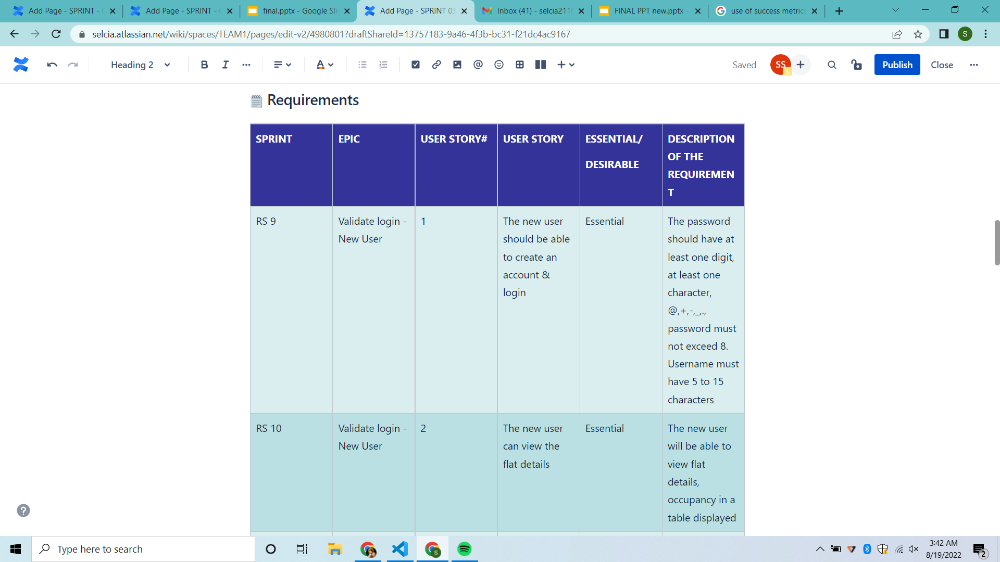 Add Page - SPRINT -
Add Page - SPRINT -
final.pptx - Google Sli
Add Page - SPRINT 03
Inbox (41) - selcia211
FINAL PPT new.pptx -
use of success metric
selcia.atlassian.net/wiki/spaces/TEAM1/pages/edit-v2/4980801?draftShareId=13757183-9a46-4f3b-bc31-f21dc4ac9167
S
Heading 2
B
I
A
Saved
SS
S
Publish
Close
Requirements
SPRINT
EPIC
USER STORY#
USER STORY
ESSENTIAL/
DESIRABLE
DESCRIPTION
OF THE
REQUIREMEN
T
RS 9
Validate login -
New User
1
The new user
should be able
to create an
account &
login
Essential
The password
should have at
least one digit,
at least one
character,
@,+,-,_,.,
password must
not exceed 8.
Username must
have 5 to 15
characters
RS 10
Validate login -
New User
2
The new user
can view the
flat details
Essential
The new user
will be able to
view flat
details,
occupancy in a
table displayed
Type here to search
S
3:42 AM
8/19/2022
2